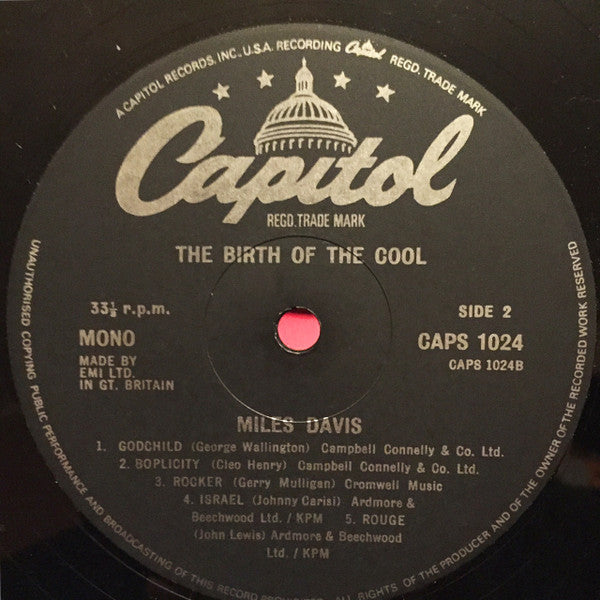 A CAPITOL RECORDS, INC., U.S.A. RECORDING Capitol REGD. TRADE MARK
Capitol
REGD. TRADE MARK
THE BIRTH OF THE COOL
33⅓ r.p.m.
SIDE 2
MONO
CAPS 1024
MADE BY
EMI LTD.
IN GT. BRITAIN
CAPS 1024B
MILES DAVIS
1. GODCHILD (George Wallington) Campbell Connelly & Co. Ltd.
2. BOPLICITY (Cleo Henry) Campbell Connelly & Co. Ltd.
3. ROCKER (Gerry Mulligan) Cromwell Music
4. ISRAEL (Johnny Carisi) Ardmore &
Beechwood Ltd. / KPM 5. ROUGE
(John Lewis) Ardmore & Beechwood
Ltd. / KPM
UNAUTHORISED COPYING PUBLIC PERFORMANCE AND BROADCASTING OF THIS RECORD ALL RIGHTS OF THE PRODUCER AND OF THE OWNER OF THE RECORDED WORK RESERVED